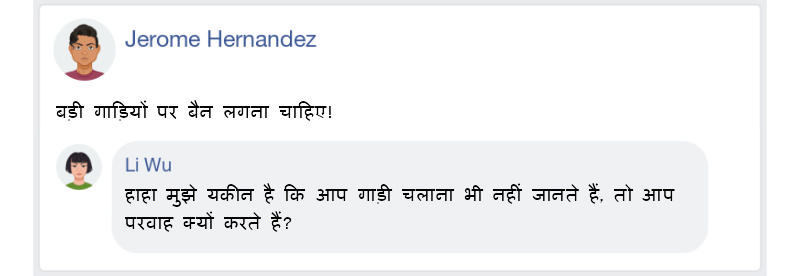 Jerome Hernandez
बड़ी गाड़ियों पर बैन लगना चाहिए!
Li Wu
हाहा मुझे यकीन है कि आप गाड़ी चलाना भी नहीं जानते हैं, तो आप
परवाह क्यों करते हैं?